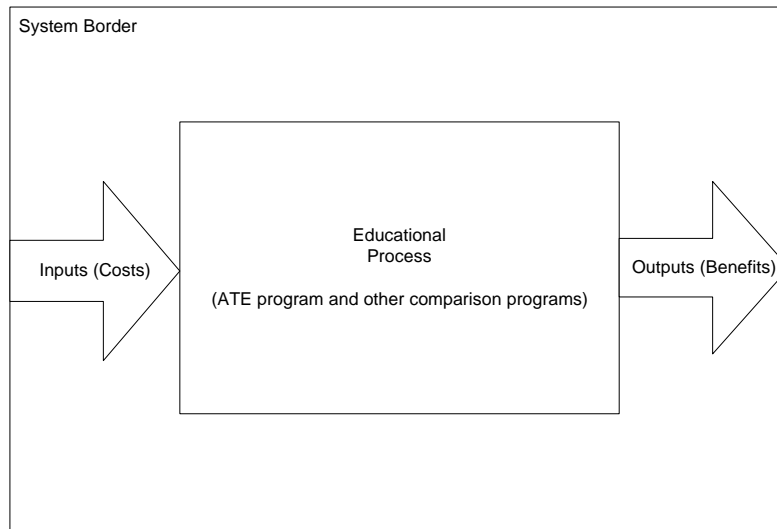 System Border
Inputs (Costs)
Educational
Process
(ATE program and other comparison programs)
Outputs (Benefits)